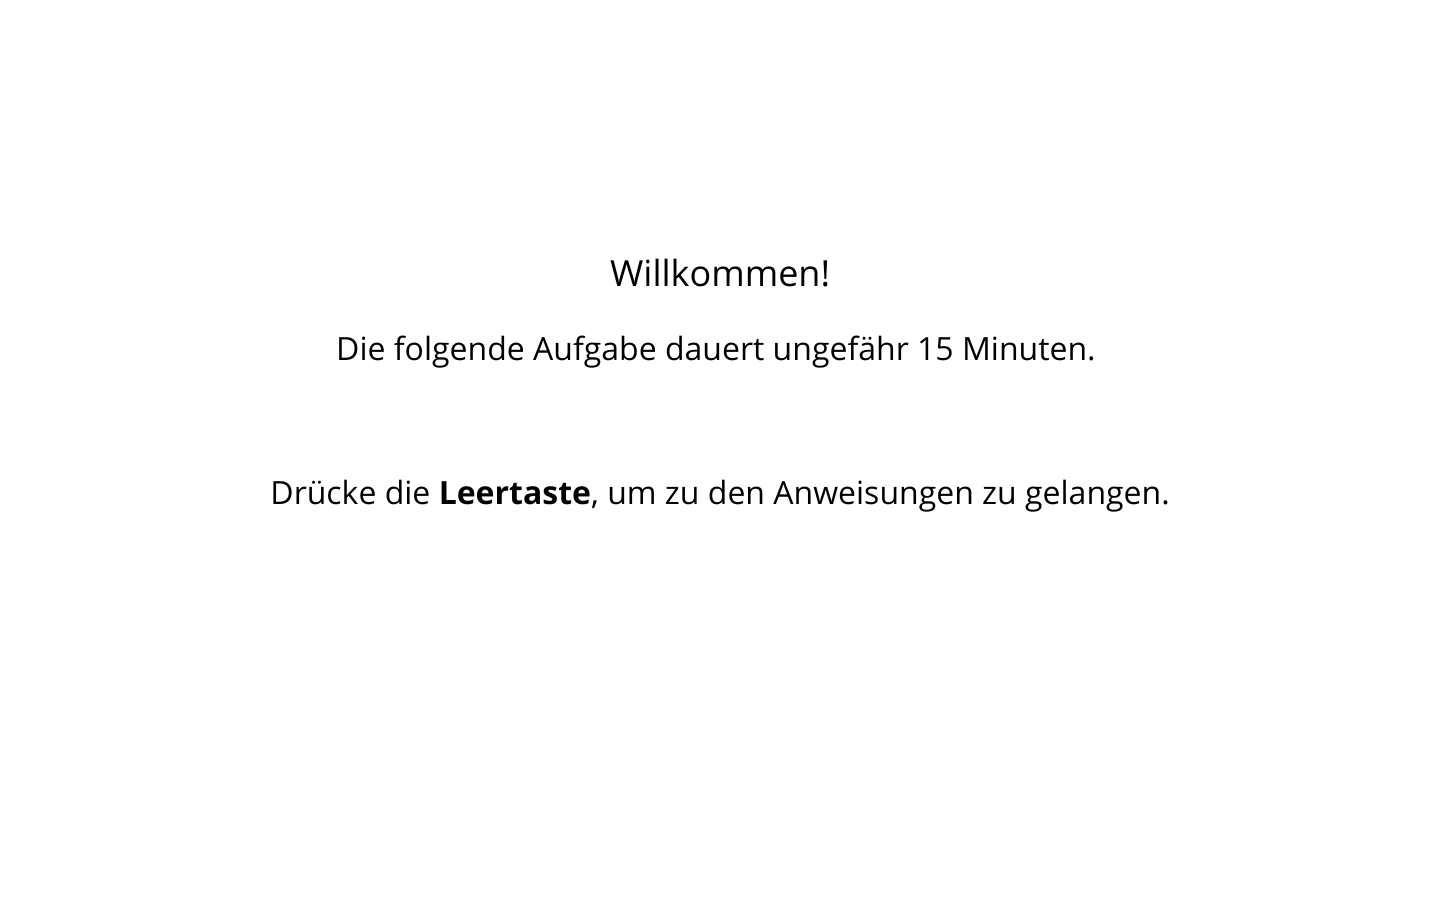 Willkommen!
Die folgende Aufgabe dauert ungefähr 15 Minuten.
Drücke die Leertaste, um zu den Anweisungen zu gelangen.